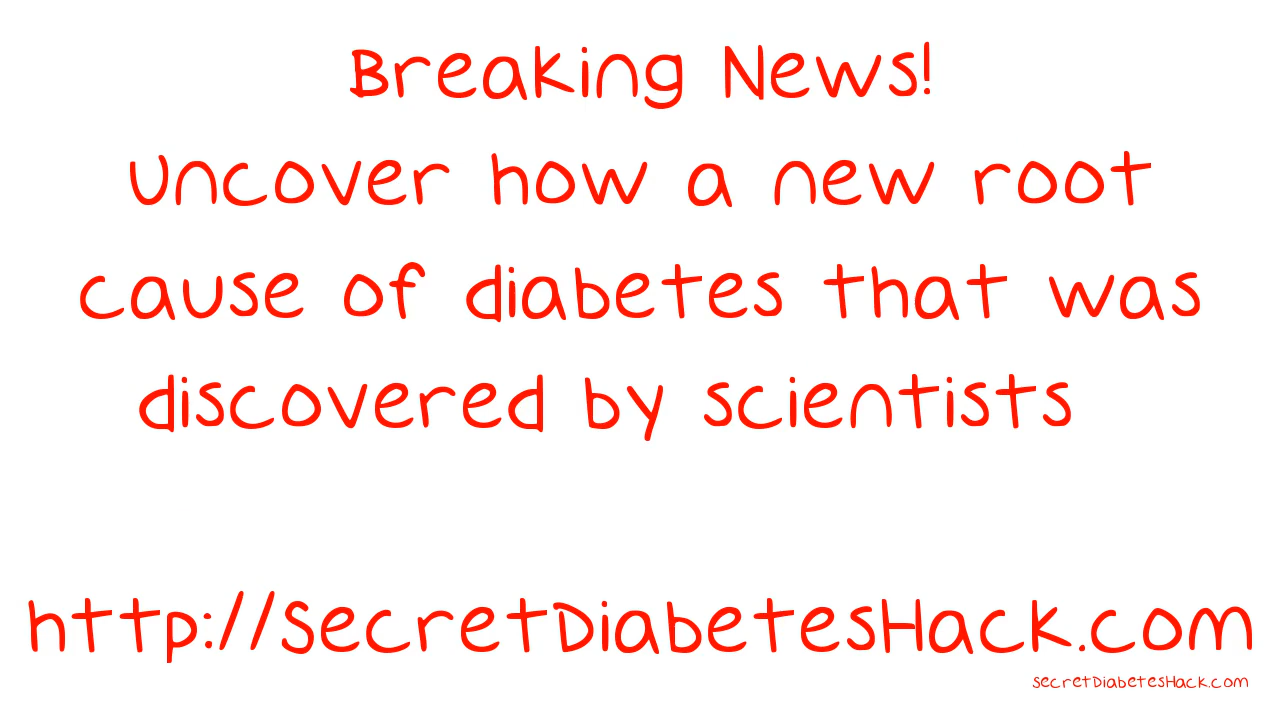 Breaking News!
Uncover how a new root
cause of diabetes that was
discovered by scientists
http://SecretDiabetesHack.com
SecretDiabetesHack.com